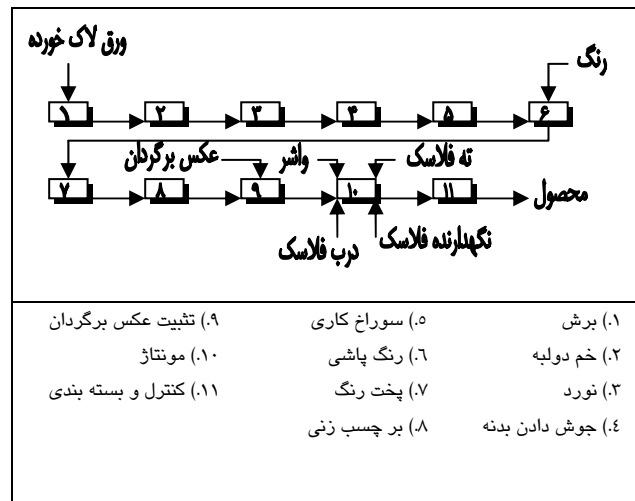 ورق لاک خورده
رنگ
۱ ۲ ۳ ۴ ۵ ۶
عکس برگردان واشر ته فلاسک
۷ ۸ ۹ ۱۰ ۱۱ محصول
درب فلاسک نگهدارنده فلاسک
۱.) برش
۲.) خم دولبه
۳.) نورد
۴.) جوش دادن بدنه
۵.) سوراخ کاری
۶.) رنگ پاشی
۷.) پخت رنگ
۸.) بر چسب زنی
۹.) تثبیت عکس برگردان
۱۰.) مونتاژ
۱۱.) کنترل و بسته بندی